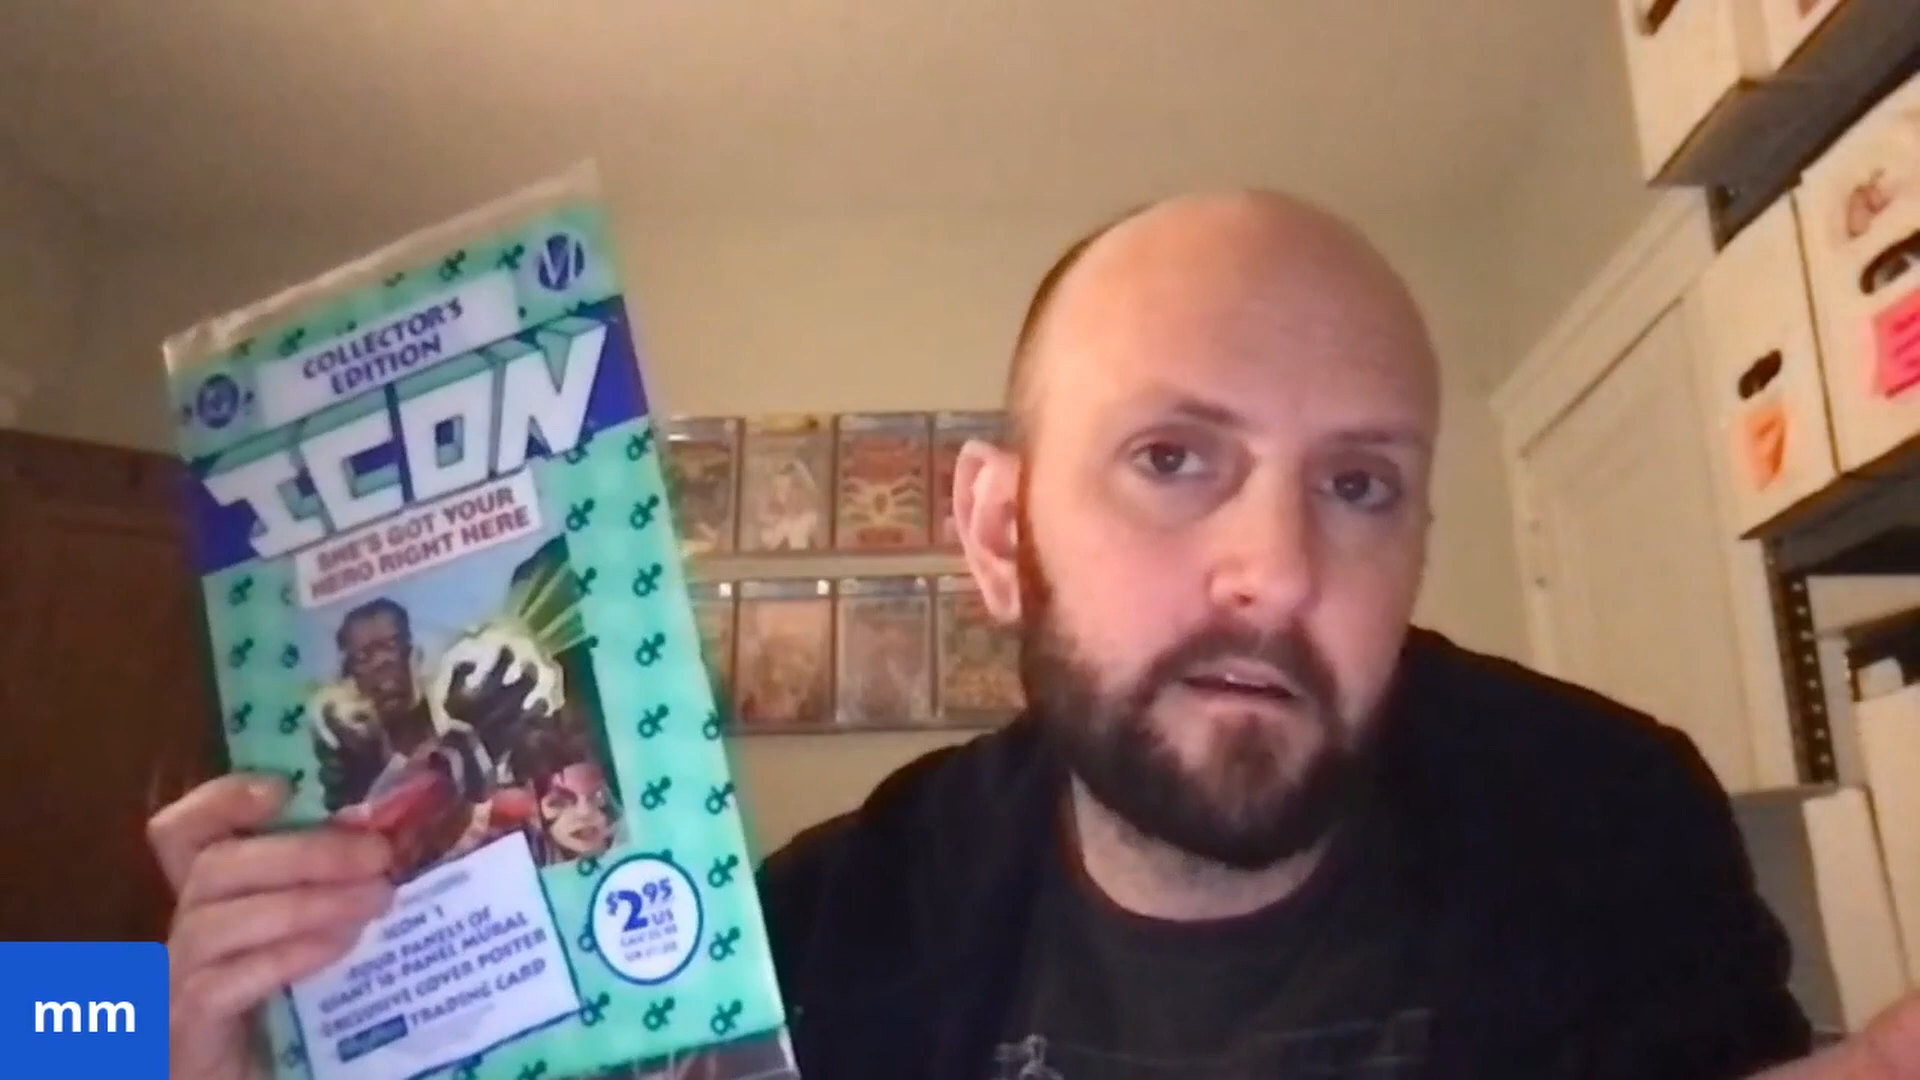 COLLECTOR'S
EDITION
ICON
SHE'S GOT YOUR
HERO RIGHT HERE
$2.95
US
ICON 1
FOUR PANELS OF
GIANT 16-PANEL MURAL
EXCLUSIVE COVER POSTER
TRADING CARD
mm